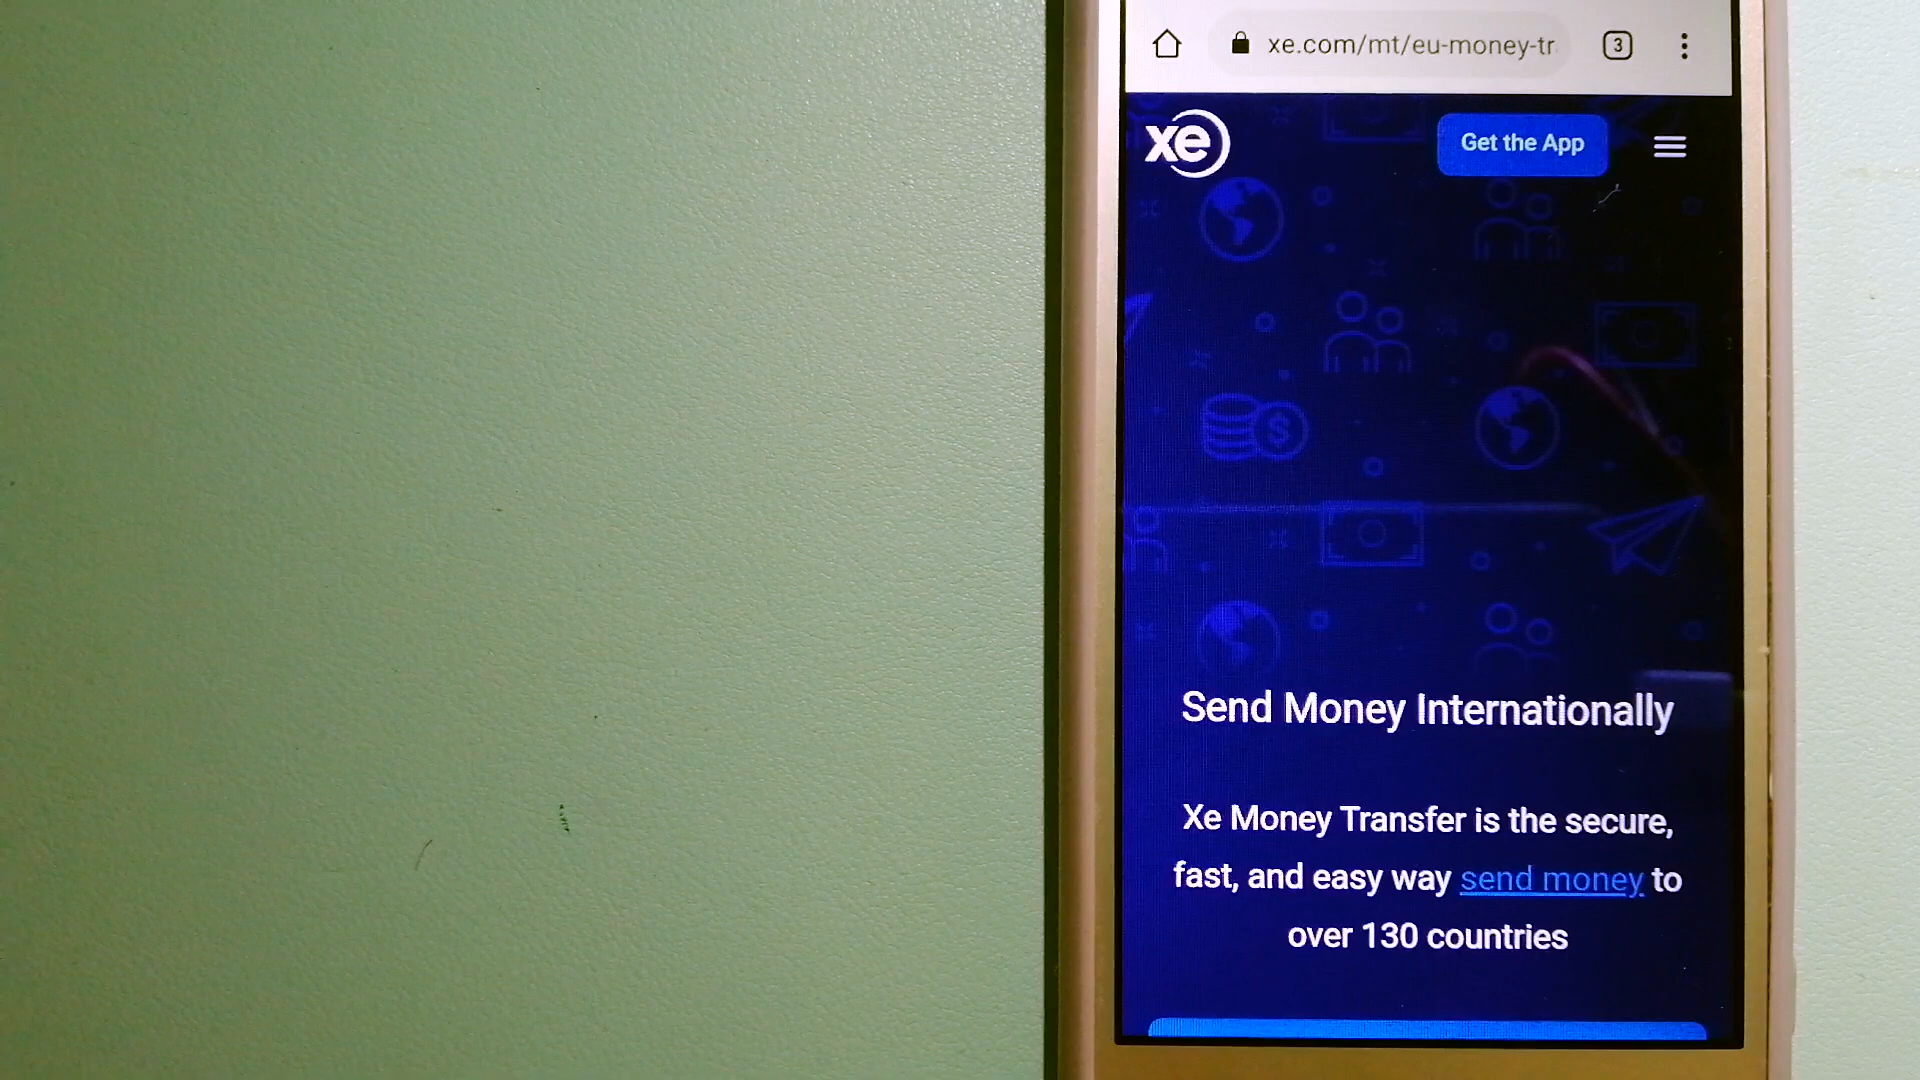 xe.com/mt/eu-money-tr
3
xe
Get the App
$
Send Money Internationally
Xe Money Transfer is the secure,
fast, and easy way send money to
over 130 countries